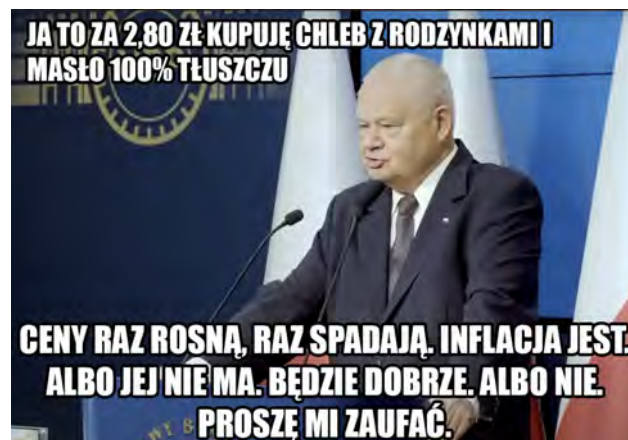 JA TO ZA 2,80 ZŁ KUPUJĘ CHLEB Z RODZYNKAMI I
MASŁO 100% TŁUSZCZU
CENY RAZ ROSNĄ, RAZ SPADAJĄ. INFLACJA JEST.
ALBO JEJ NIE MA. BĘDZIE DOBRZE. ALBO NIE.
PROSZĘ MI ZAUFAĆ.